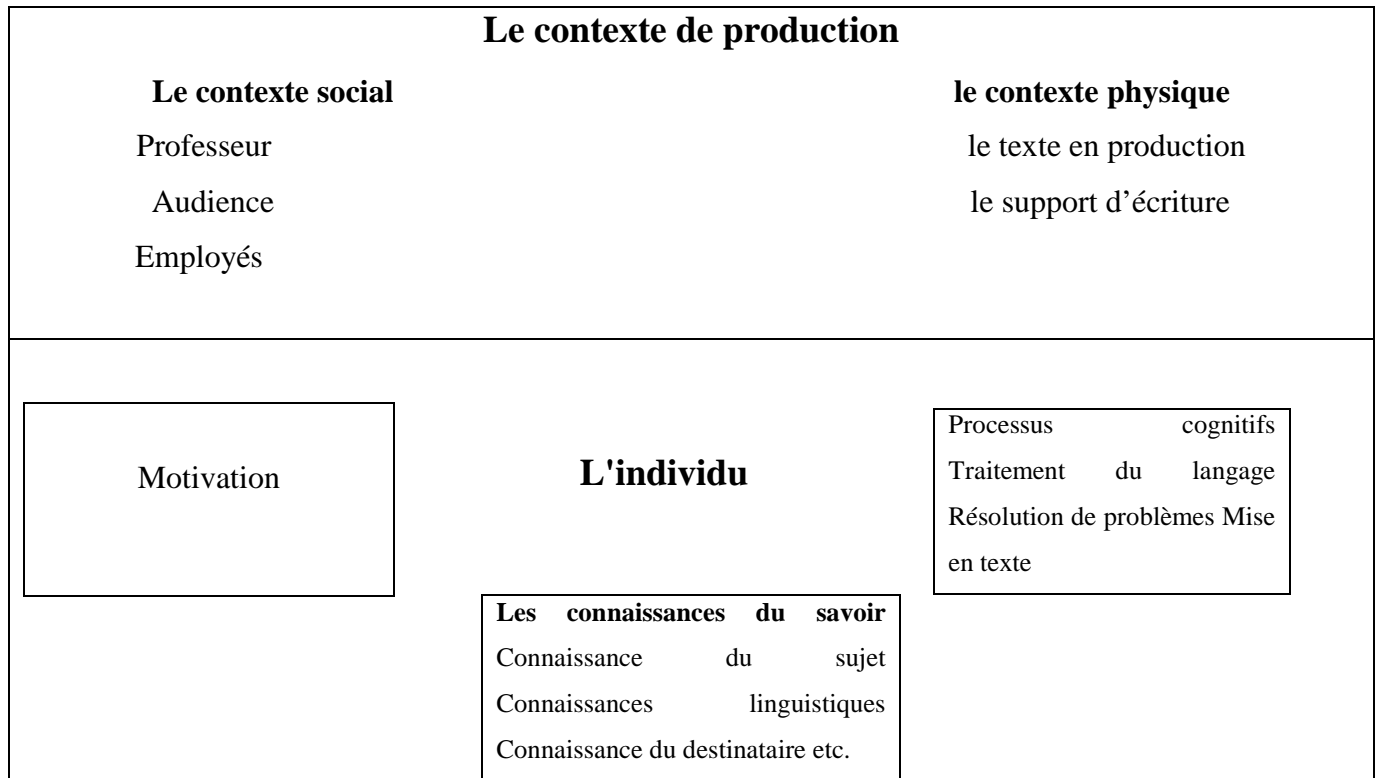 Le contexte de production
Le contexte social
le contexte physique
Professeur
le texte en production
Audience
le support d’écriture
Employés
Motivation
L'individu
Processus cognitifs
Traitement du langage
Résolution de problèmes Mise
en texte
Les connaissances du savoir
Connaissance du sujet
Connaissances linguistiques
Connaissance du destinataire etc.